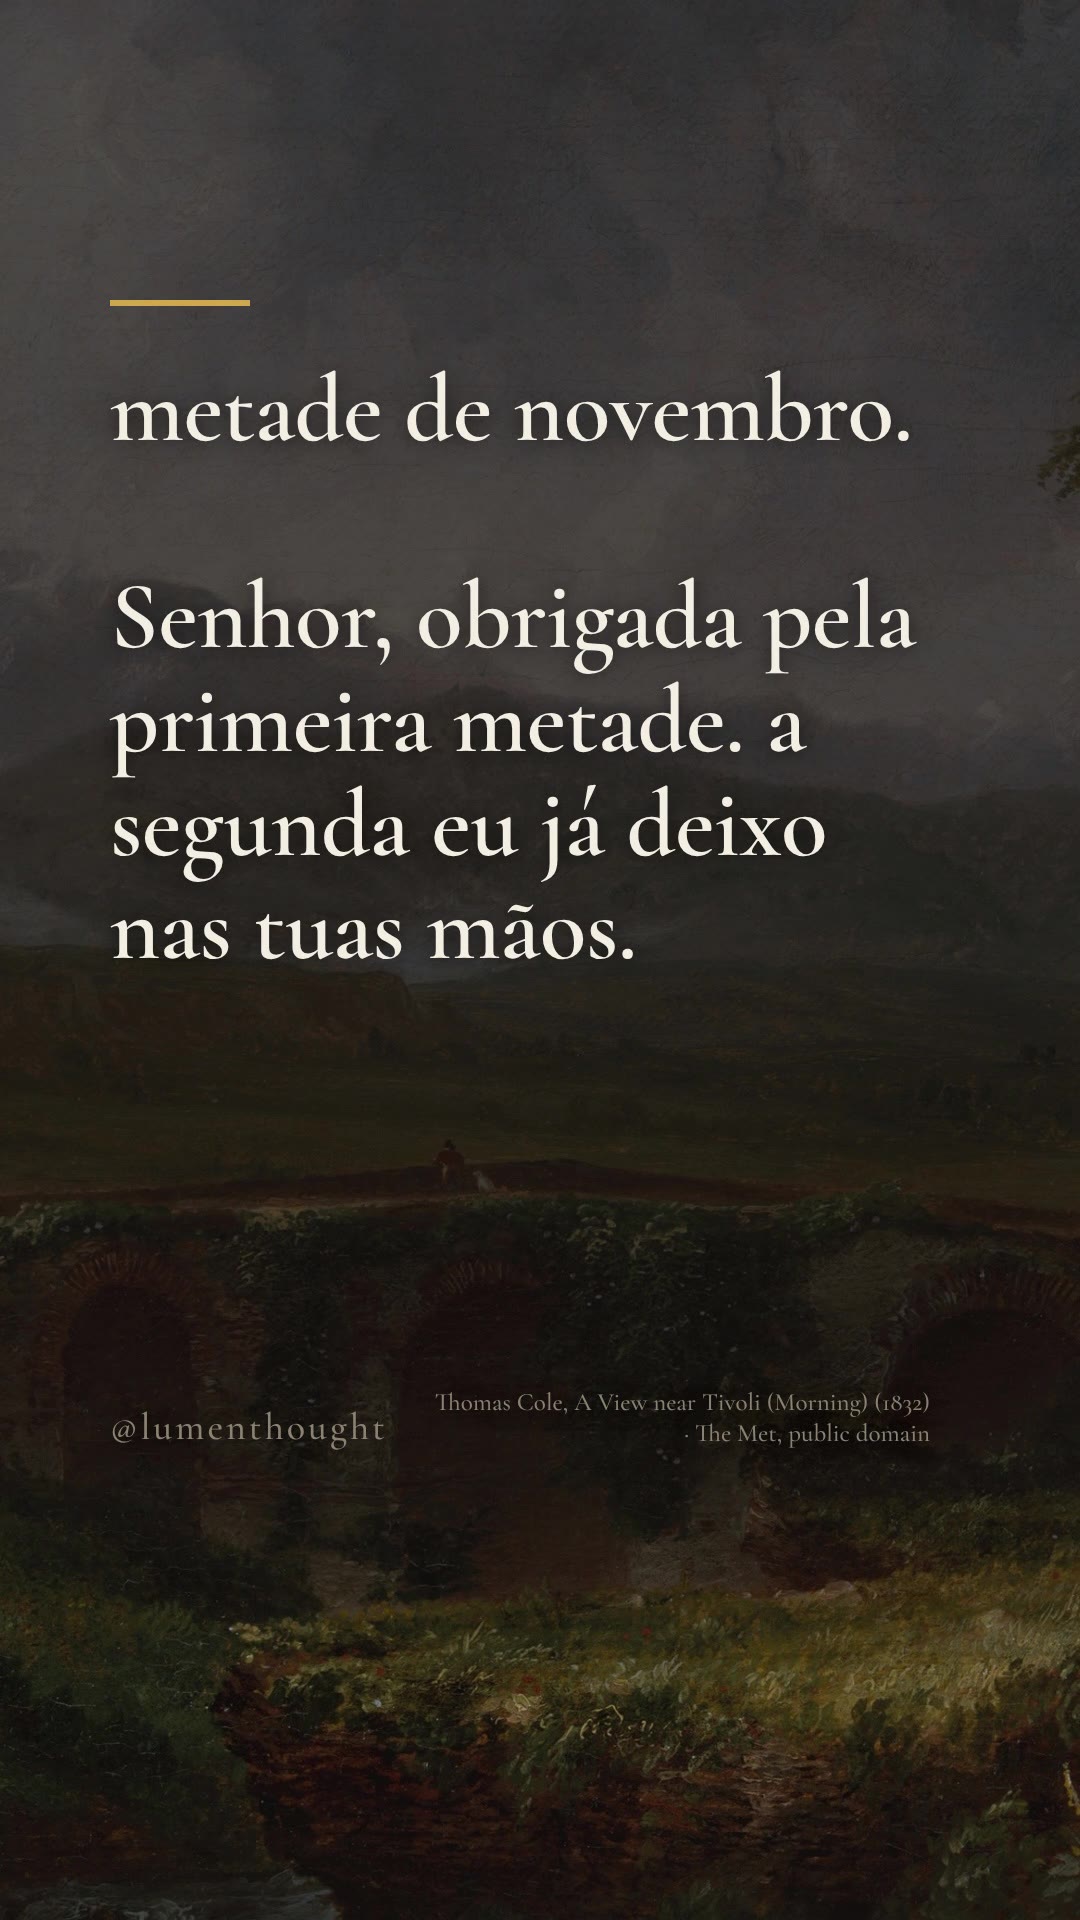 metade de novembro.
Senhor, obrigada pela
primeira metade. a
segunda eu já deixo
nas tuas mãos.
@lumenthought
Thomas Cole, A View near Tivoli (Morning) (1832)
· The Met, public domain